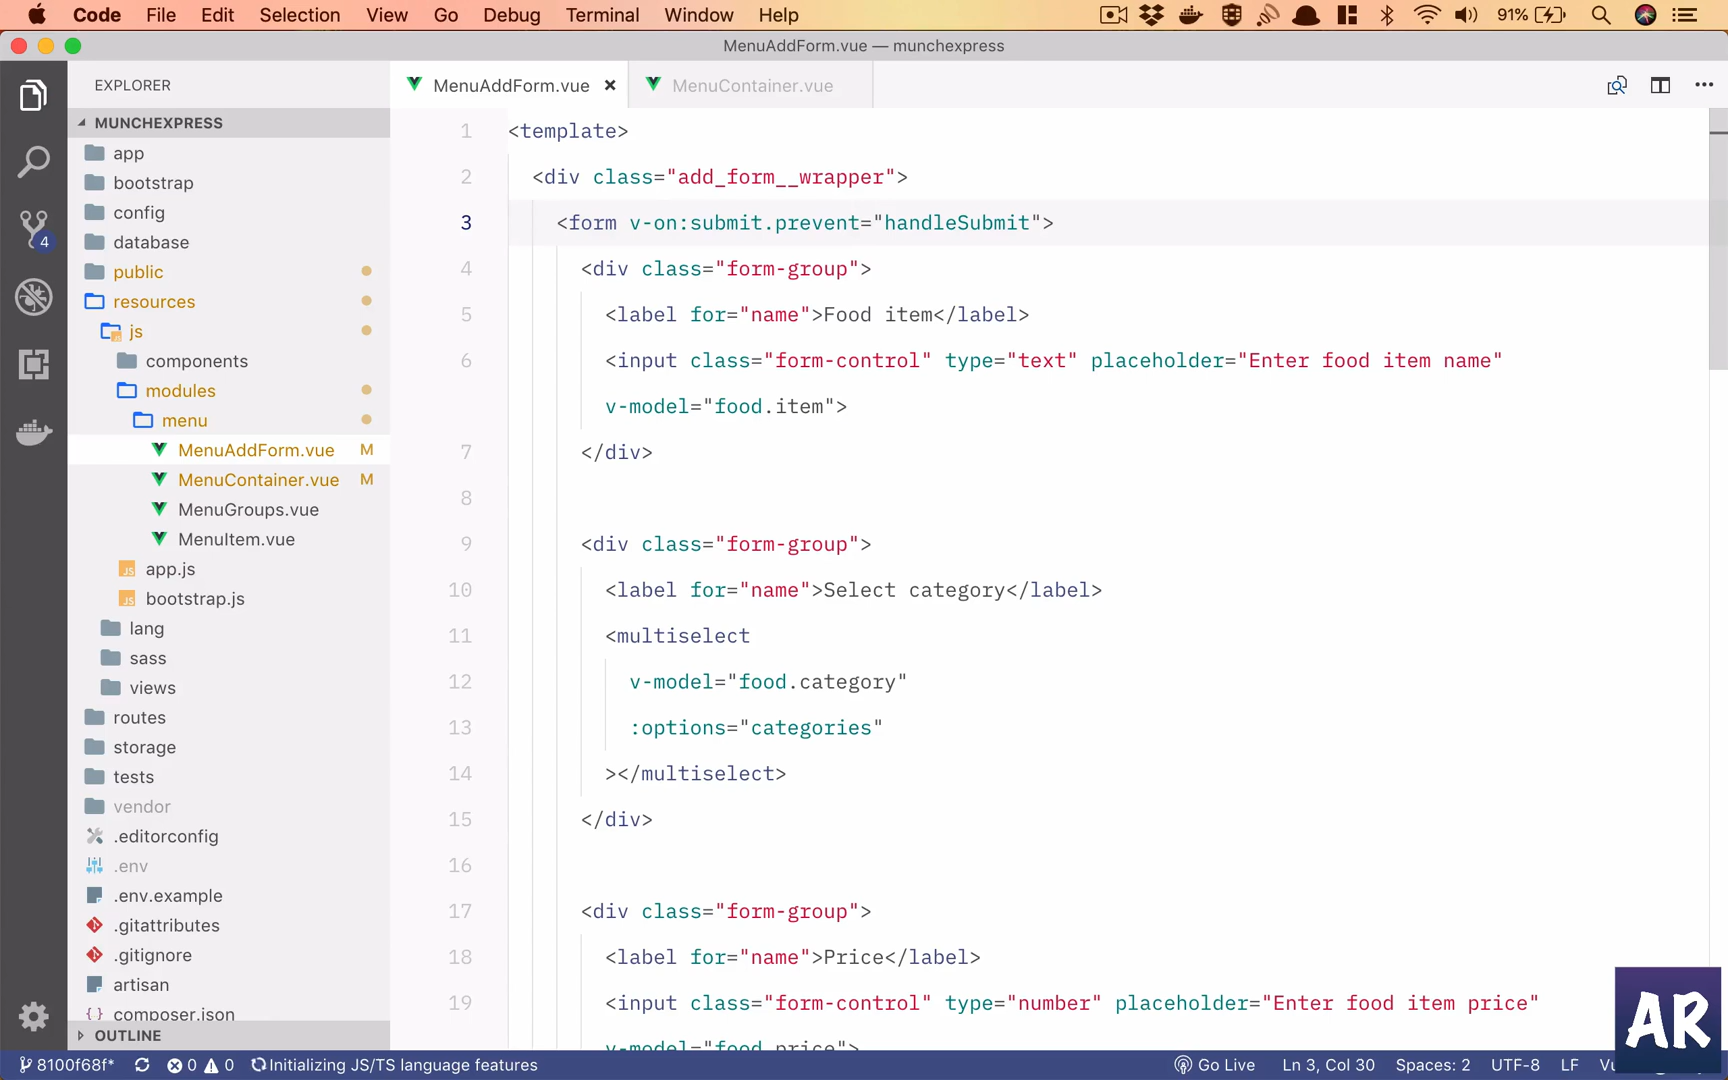 Code File Edit Selection View Go Debug Terminal Window Help 91%
MenuAddForm.vue — munchexpress
EXPLORER
MUNCHEXPRESS
app
bootstrap
config
database
public
resources
js
components
modules
menu
MenuAddForm.vue M
MenuContainer.vue M
MenuGroups.vue
MenuItem.vue
app.js
bootstrap.js
lang
sass
views
routes
storage
tests
vendor
.editorconfig
.env
.env.example
.gitattributes
.gitignore
artisan
composer.json
OUTLINE
4
MenuAddForm.vue × MenuContainer.vue
1 <template>
2 <div class="add_form__wrapper">
3 <form v-on:submit.prevent="handleSubmit">
4 <div class="form-group">
5 <label for="name">Food item</label>
6 <input class="form-control" type="text" placeholder="Enter food item name"
v-model="food.item">
7 </div>
8
9 <div class="form-group">
10 <label for="name">Select category</label>
11 <multiselect
12 v-model="food.category"
13 :options="categories"
14 ></multiselect>
15 </div>
16
17 <div class="form-group">
18 <label for="name">Price</label>
19 <input class="form-control" type="number" placeholder="Enter food item price"
v-model="food.price">
AR
8100f68f* 0 0 Initializing JS/TS language features Go Live Ln 3, Col 30 Spaces: 2 UTF-8 LF